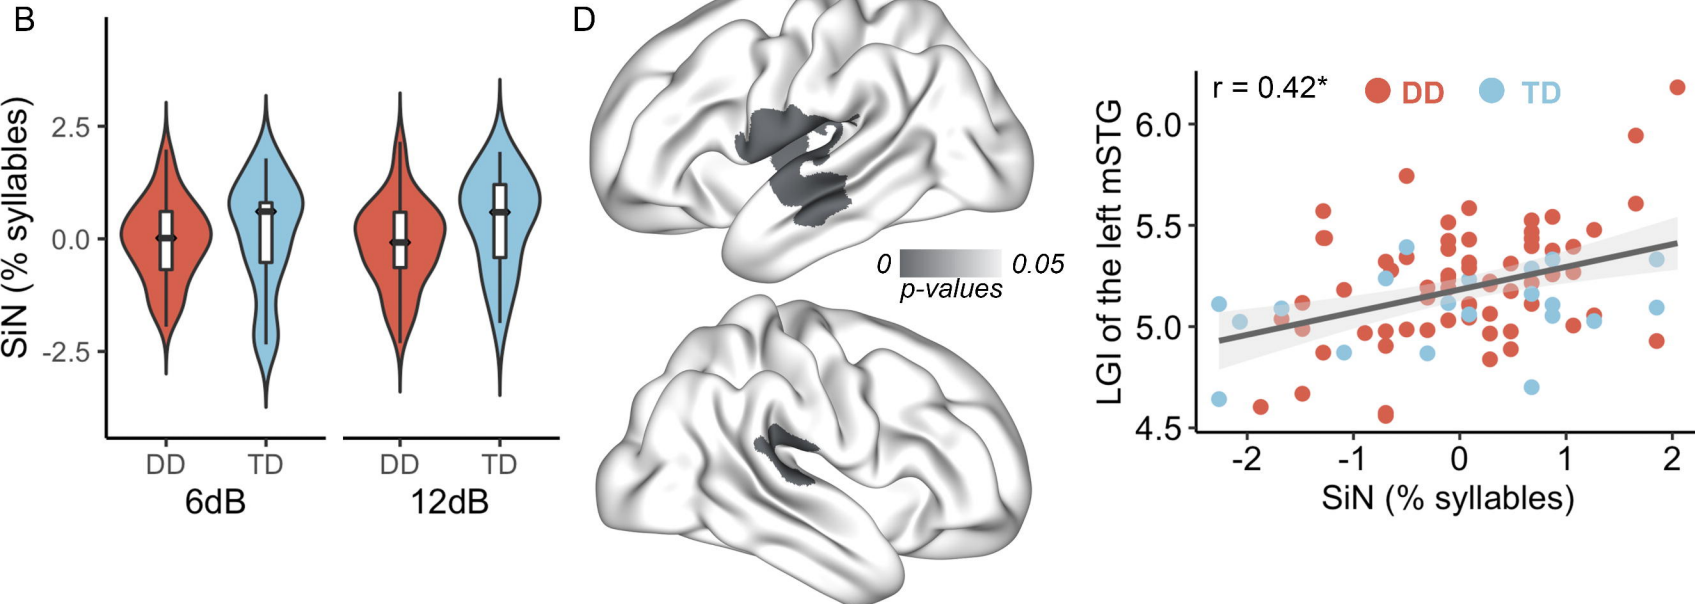 B
SiN (% syllables)
2.5
0.0
-2.5
DD TD DD TD
6dB 12dB
D
0 0.05
p-values
r = 0.42* DD TD
LGI of the left mSTG
6.0
5.5
5.0
4.5
-2 -1 0 1 2
SiN (% syllables)